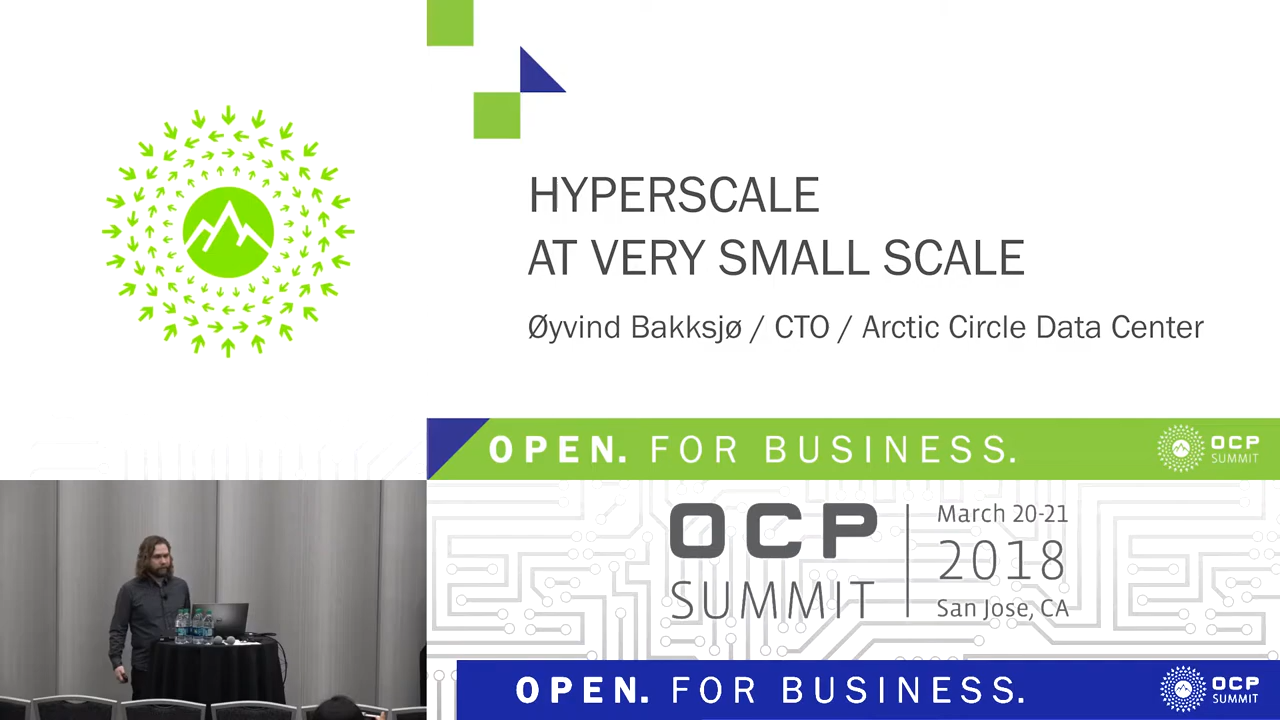 HYPERSCALE
AT VERY SMALL SCALE
Øyvind Bakksjø / CTO / Arctic Circle Data Center
OPEN. FOR BUSINESS.
OCP
SUMMIT
OCP
SUMMIT
March 20-21
2018
San Jose, CA
OPEN. FOR BUSINESS.
OCP
SUMMIT